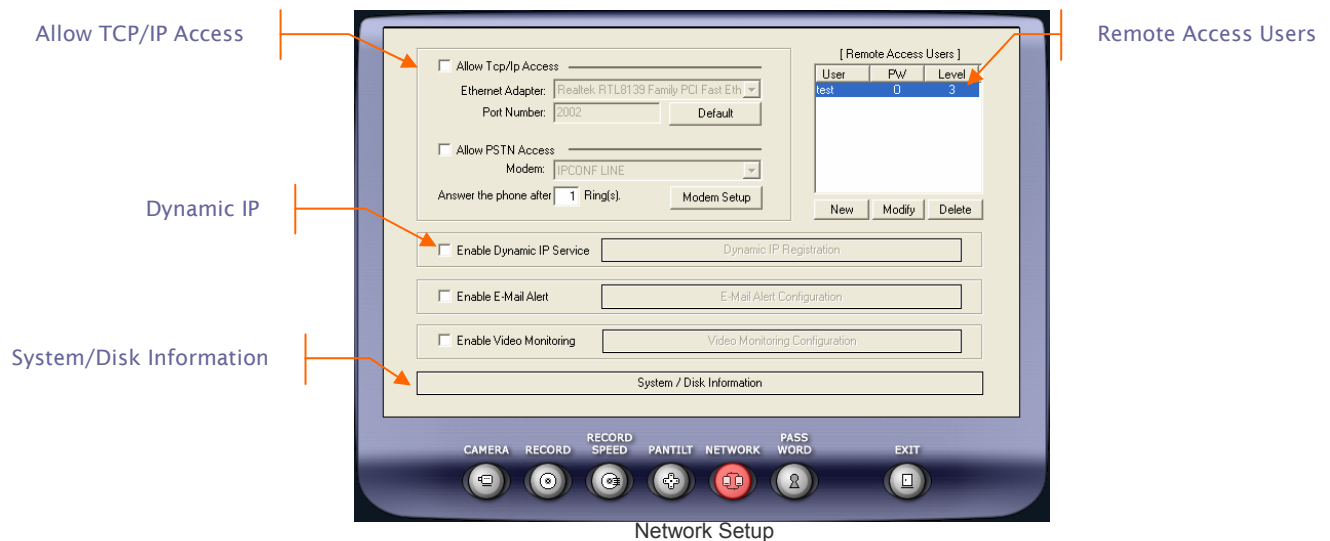 Allow TCP/IP Access
Remote Access Users
Dynamic IP
System/Disk Information
Allow Tcp/Ip Access
Ethernet Adapter: Realtek RTL8139 Family PCI Fast Eth
Port Number: 2002 Default
Allow PSTN Access
Modem: IPCONF LINE
Answer the phone after 1 Ring(s). Modem Setup
[ Remote Access Users ]
User PW Level
test 0 3
New Modify Delete
Enable Dynamic IP Service Dynamic IP Registration
Enable E-Mail Alert E-Mail Alert Configuration
Enable Video Monitoring Video Monitoring Configuration
System / Disk Information
CAMERA RECORD RECORD SPEED PANTILT NETWORK PASS WORD EXIT
Network Setup